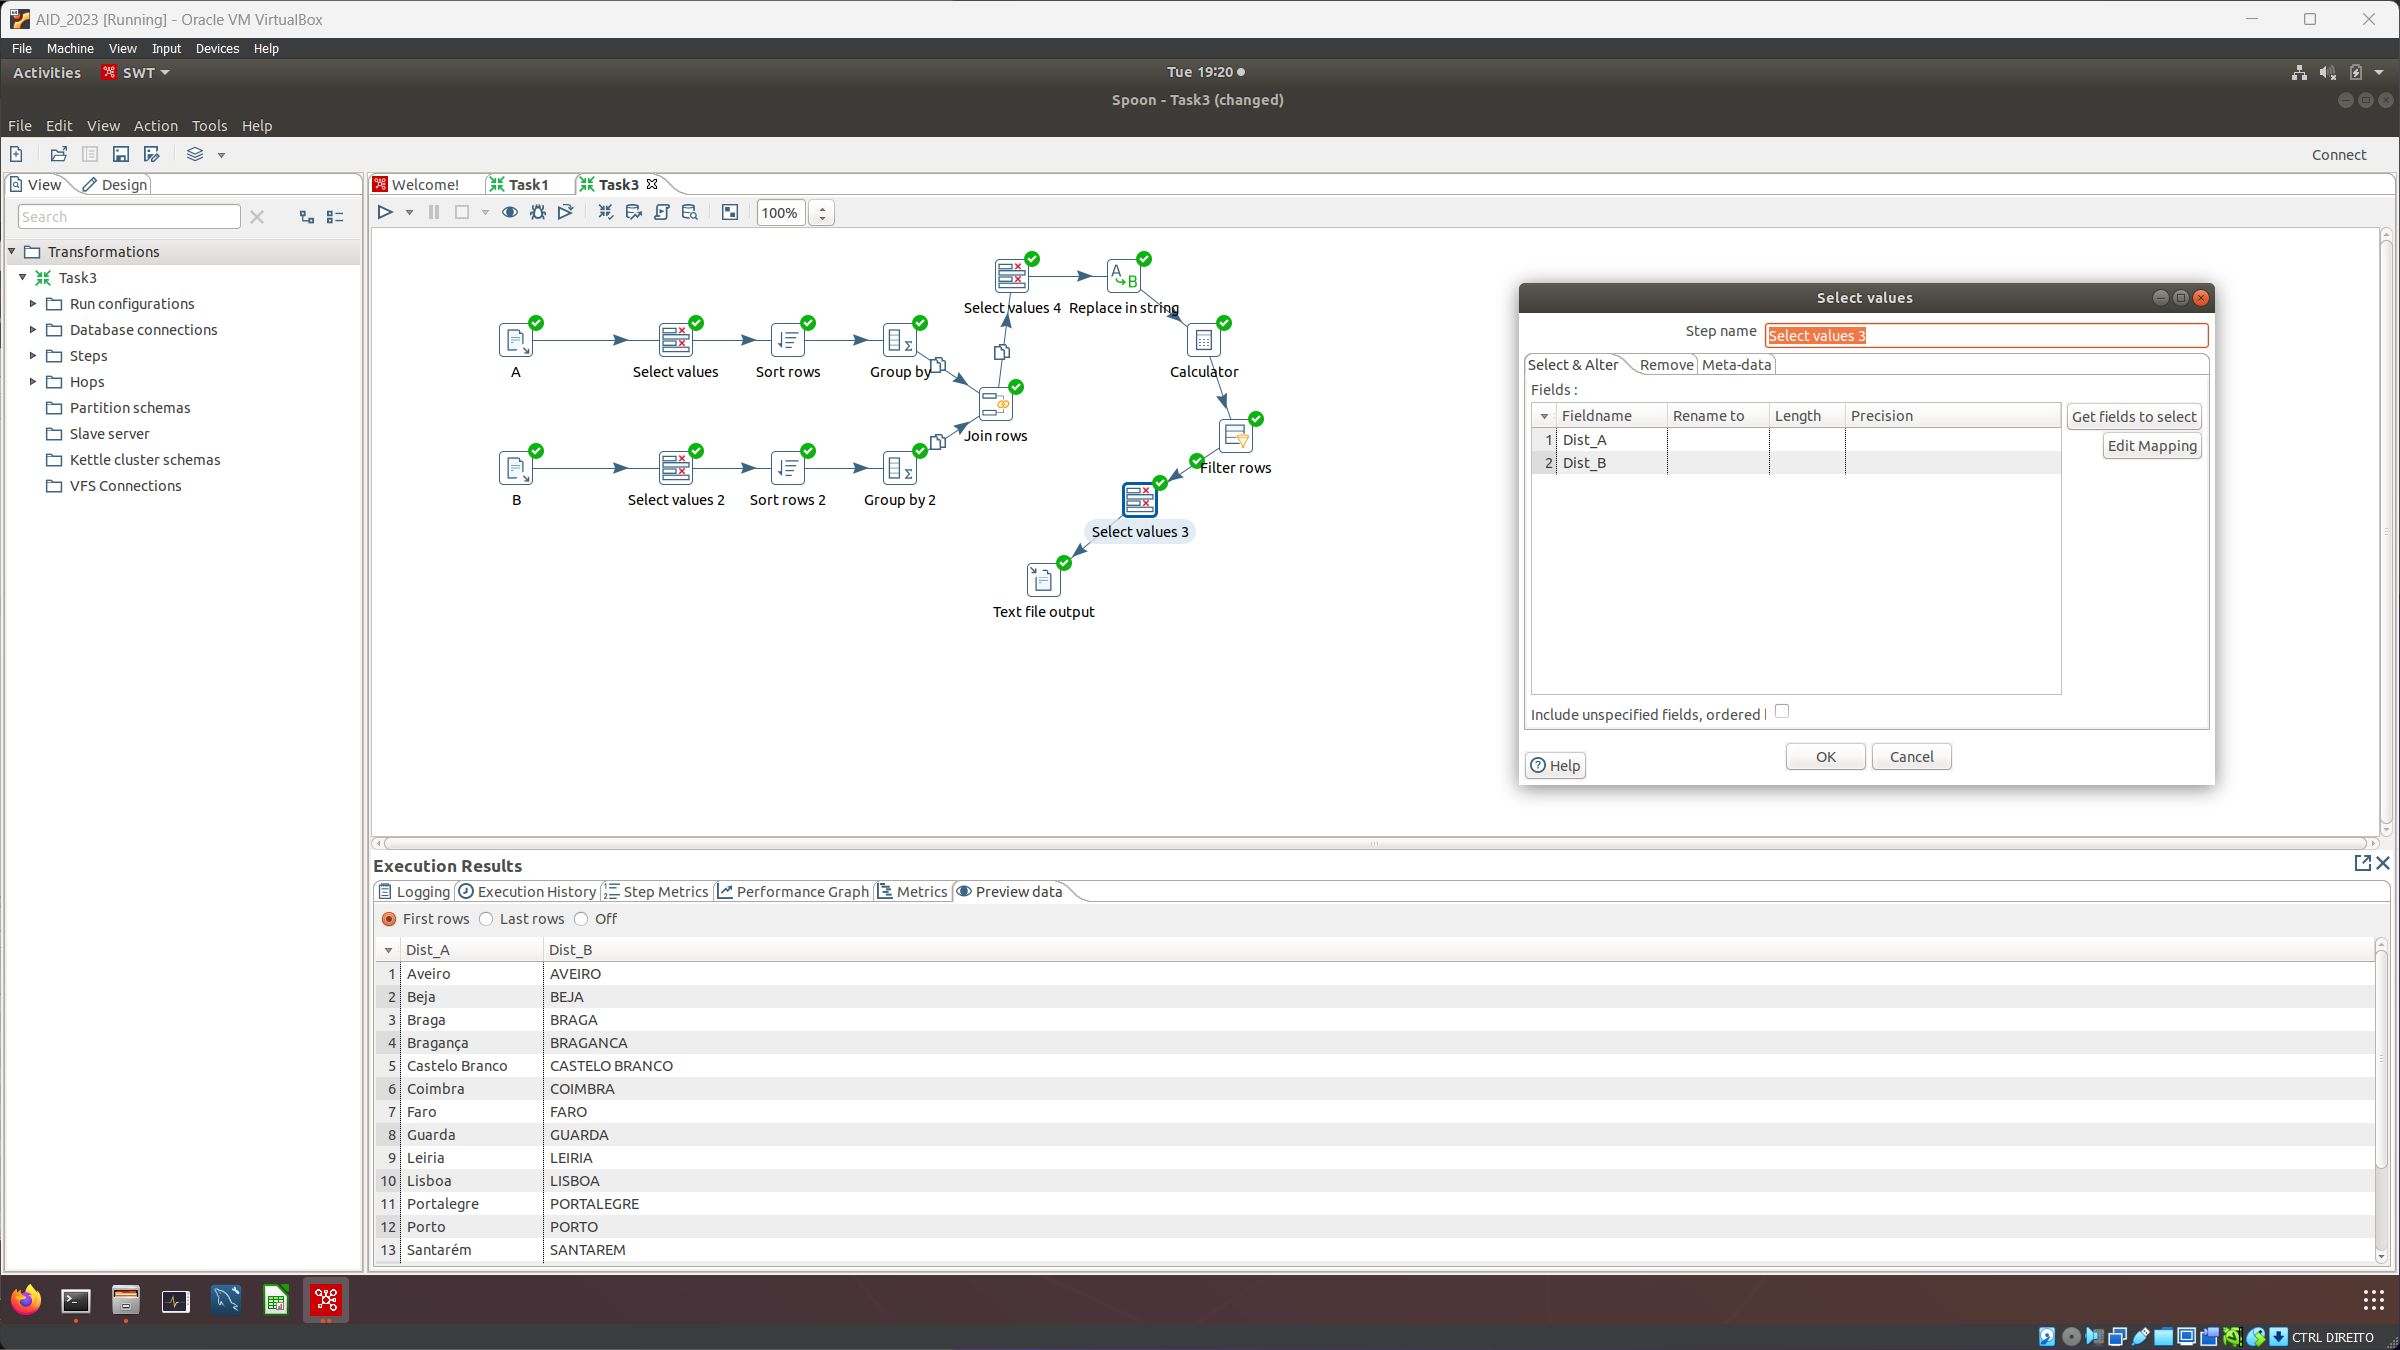 AID_2023 [Running] - Oracle VM VirtualBox
File Machine View Input Devices Help
Activities SWT Tue 19:20
Spoon - Task3 (changed)
File Edit View Action Tools Help
Connect
View Design
Welcome! Task1 Task3
Search
100%
Transformations
Task3
Run configurations
Database connections
Steps
Hops
Partition schemas
Slave server
Kettle cluster schemas
VFS Connections
Select values 4 Replace in string
A Select values Sort rows Group by Calculator
Join rows
Filter rows
B Select values 2 Sort rows 2 Group by 2
Select values 3
Text file output
Select values
Step name Select values 3
Select & Alter Remove Meta-data
Fields :
Fieldname Rename to Length Precision
Get fields to select
1 Dist_A
Edit Mapping
2 Dist_B
Include unspecified fields, ordered
OK Cancel
Help
Execution Results
Logging Execution History Step Metrics Performance Graph Metrics Preview data
First rows Last rows Off
Dist_A Dist_B
1 Aveiro AVEIRO
2 Beja BEJA
3 Braga BRAGA
4 Bragança BRAGANCA
5 Castelo Branco CASTELO BRANCO
6 Coimbra COIMBRA
7 Faro FARO
8 Guarda GUARDA
9 Leiria LEIRIA
10 Lisboa LISBOA
11 Portalegre PORTALEGRE
12 Porto PORTO
13 Santarém SANTAREM
CTRL DIREITO